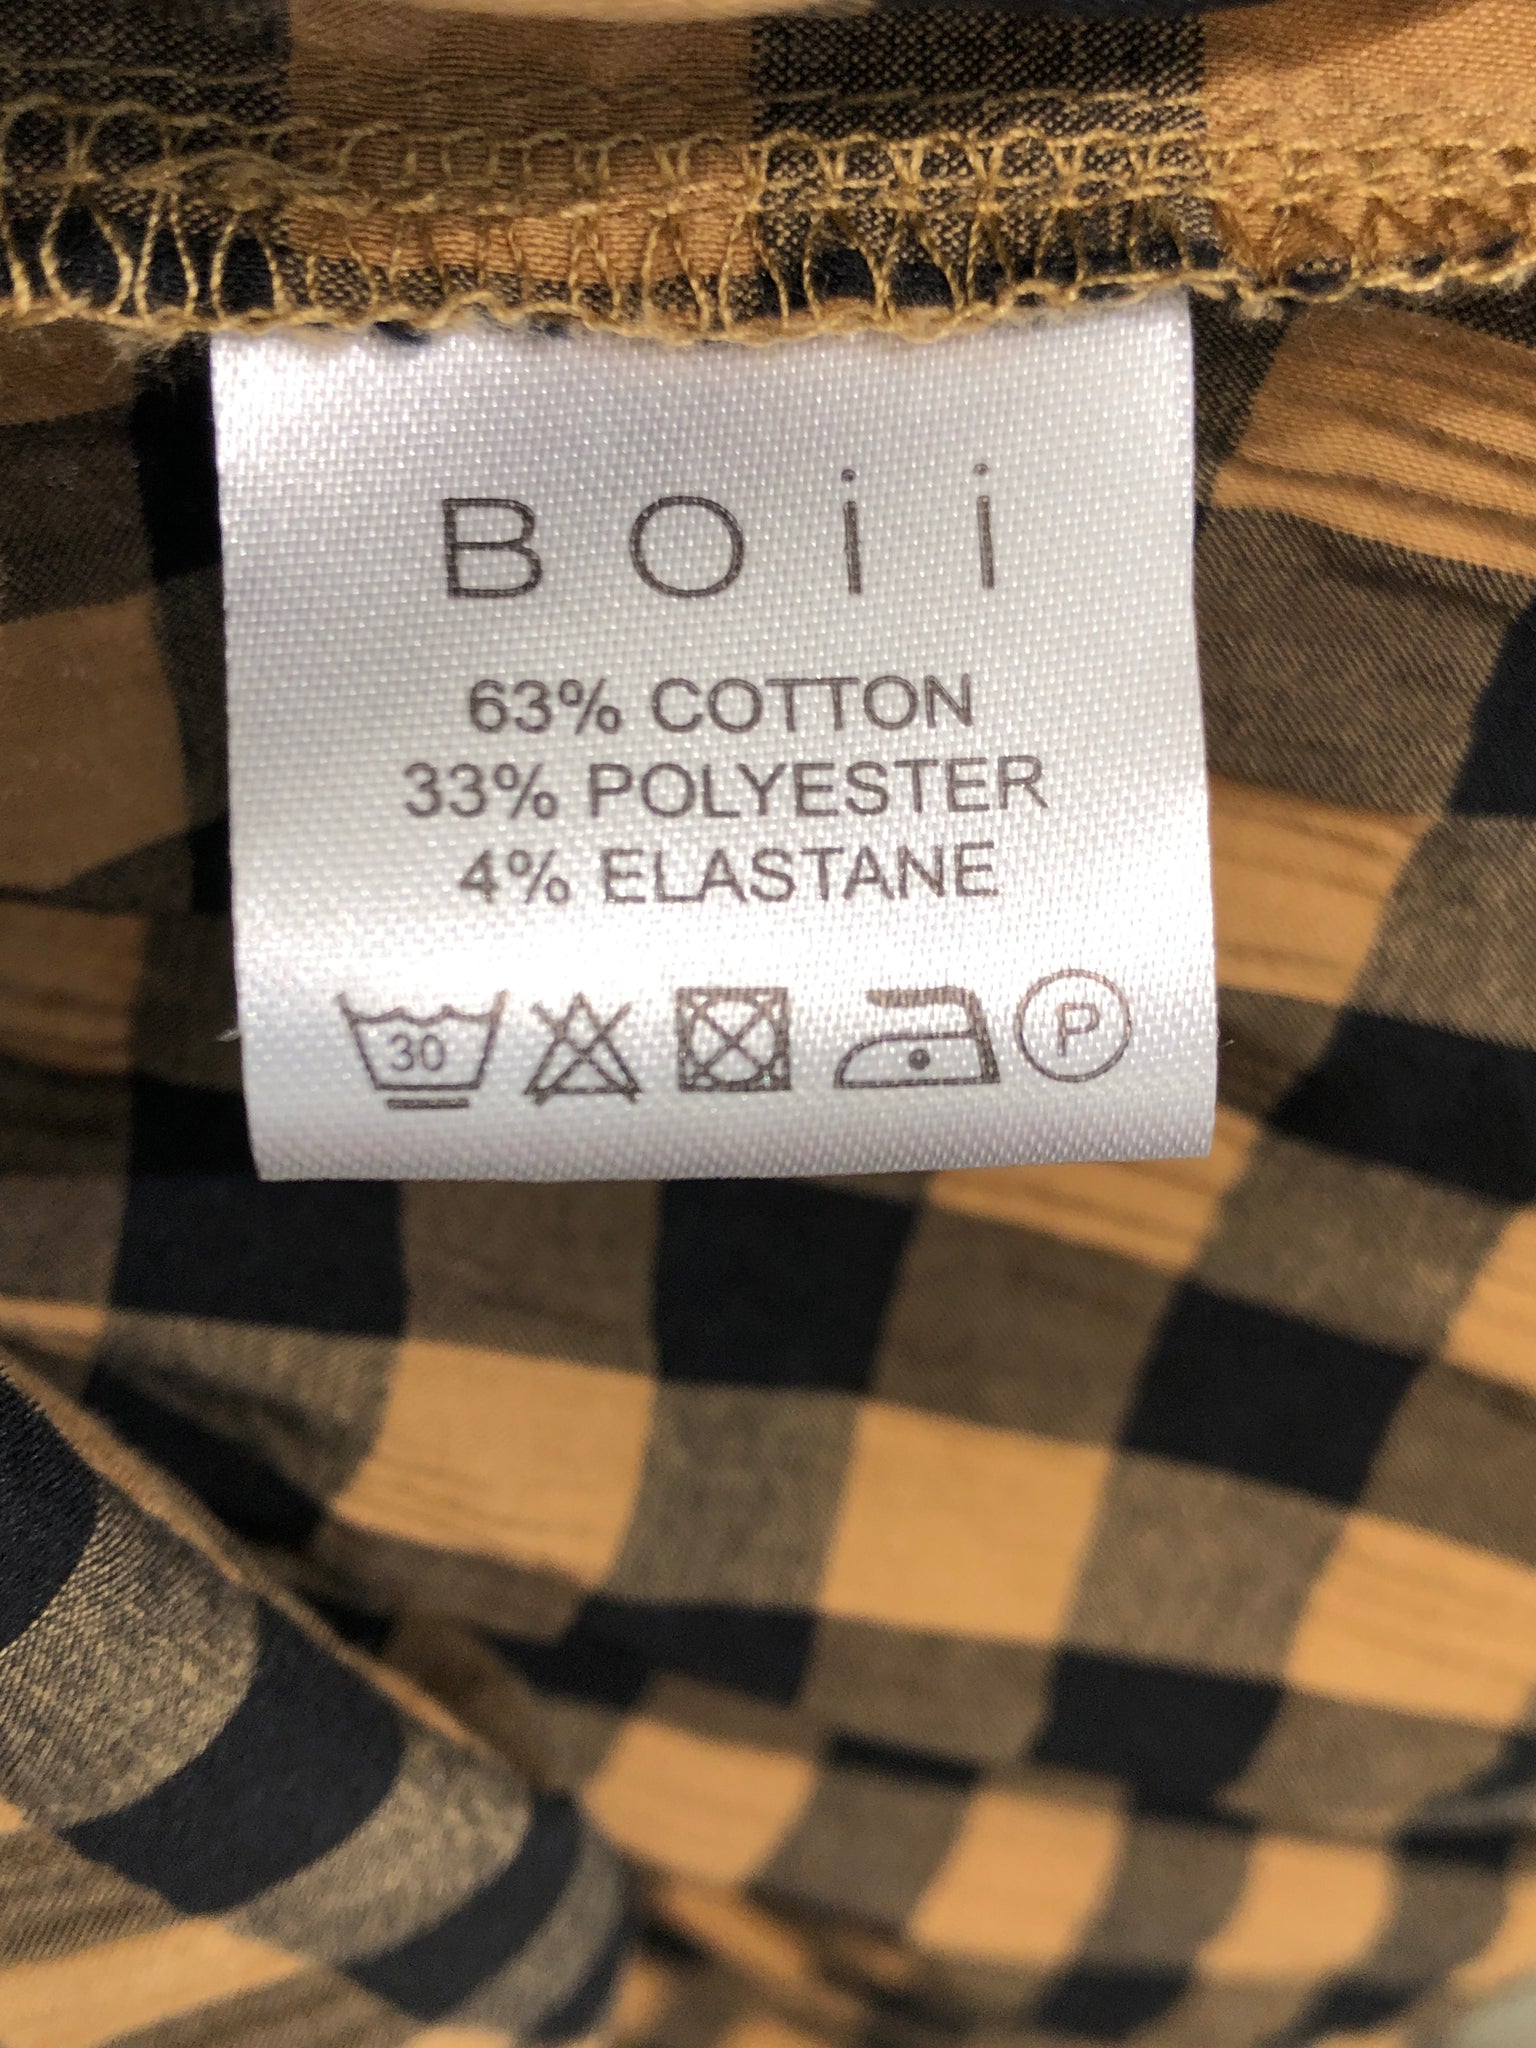 Boii
63% COTTON
33% POLYESTER
4% ELASTANE
30 P